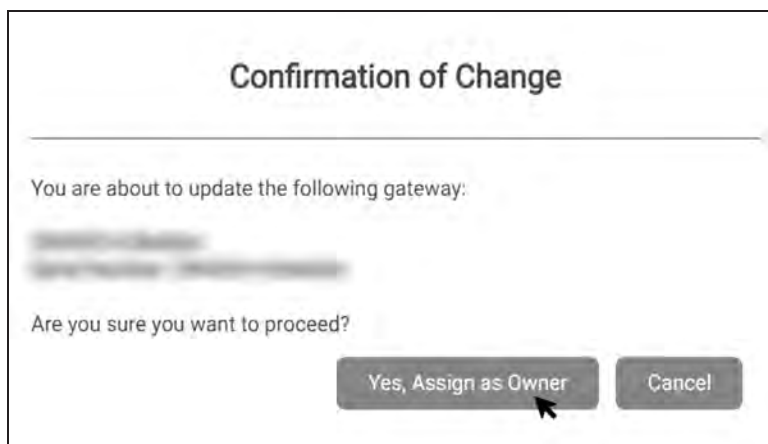 Confirmation of Change
You are about to update the following gateway:
Are you sure you want to proceed?
Yes, Assign as Owner
Cancel